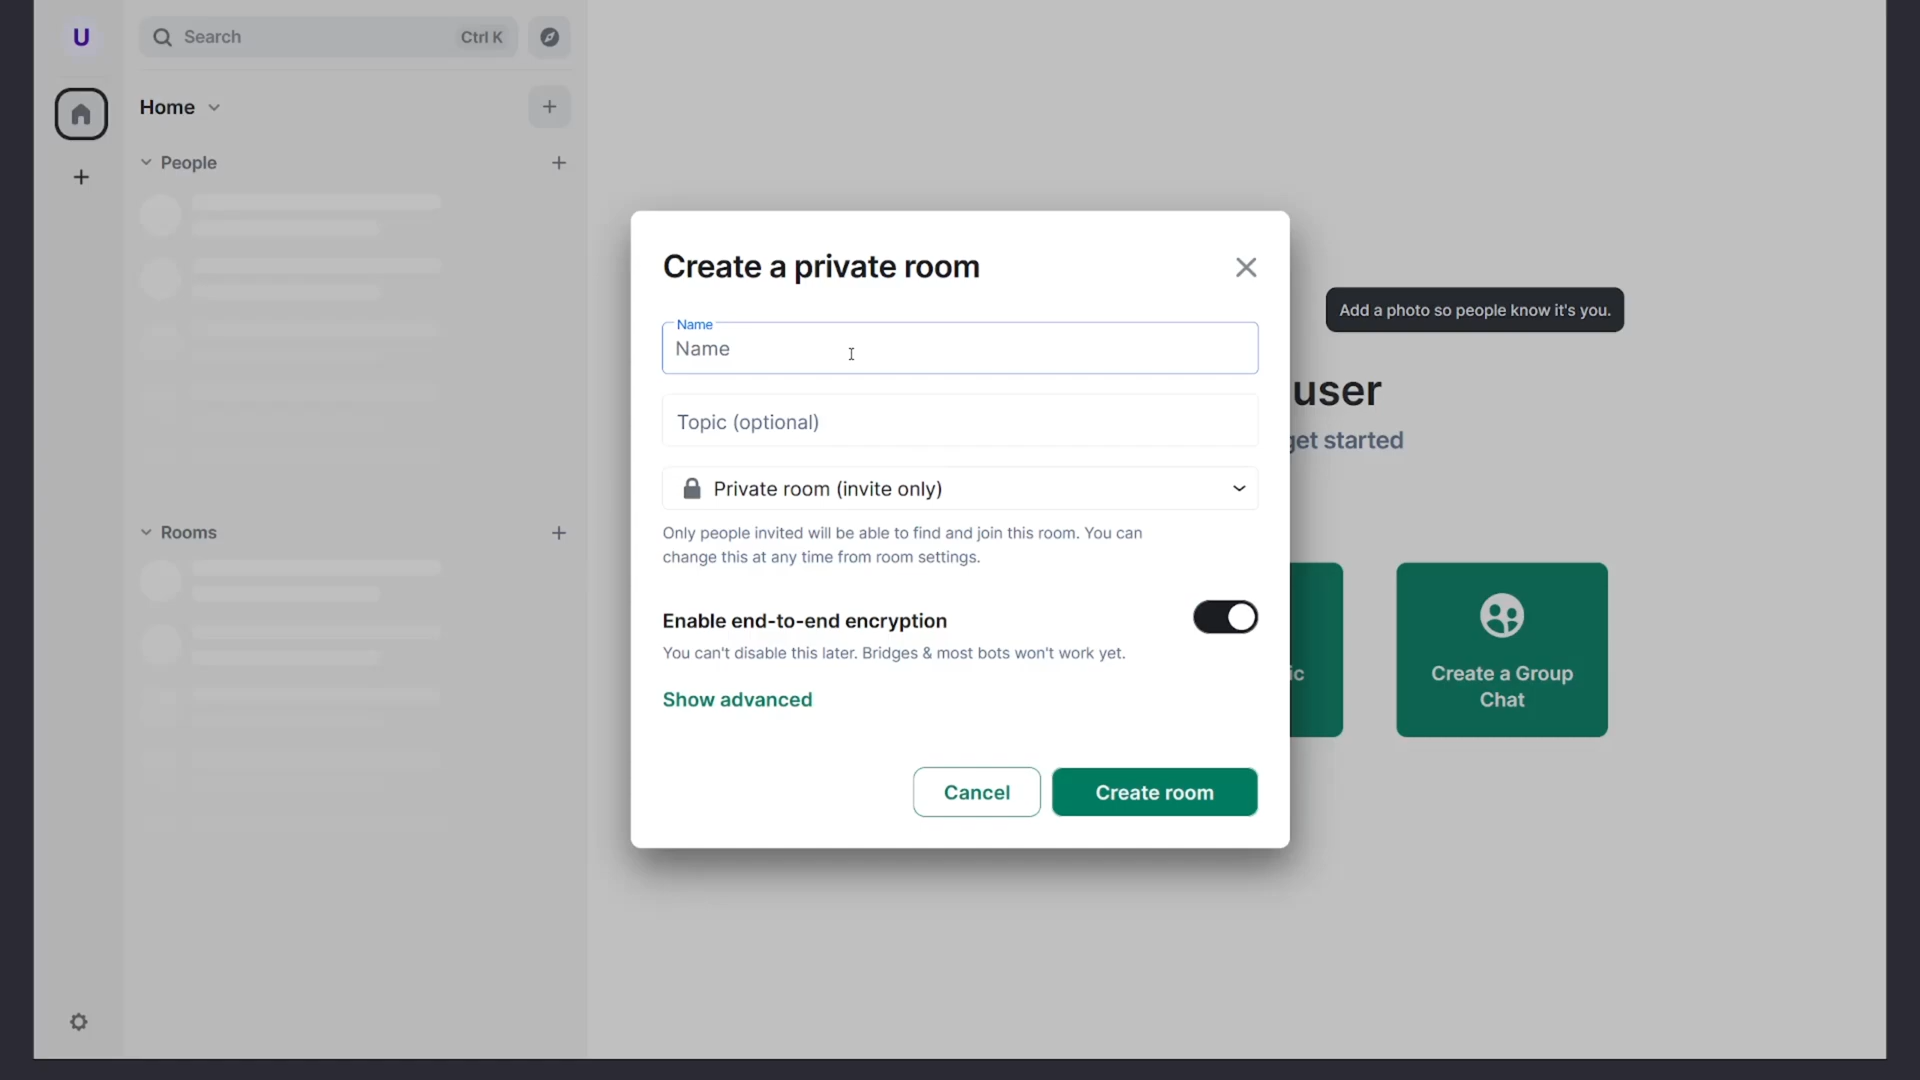 U
Search
Ctrl K
Home
People
Rooms
Create a private room
Name
Name
Topic (optional)
Private room (invite only)
Only people invited will be able to find and join this room. You can
change this at any time from room settings.
Enable end-to-end encryption
You can't disable this later. Bridges & most bots won't work yet.
Show advanced
Cancel
Create room
Add a photo so people know it's you.
user
get started
ic
Create a Group
Chat